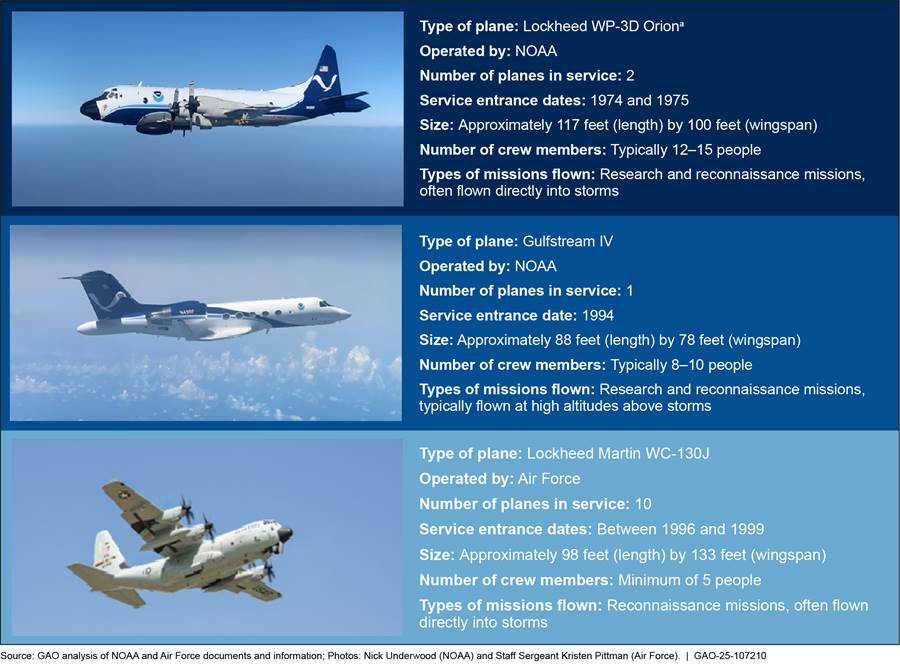 Type of plane: Lockheed WP-3D Orionᵃ
Operated by: NOAA
Number of planes in service: 2
Service entrance dates: 1974 and 1975
Size: Approximately 117 feet (length) by 100 feet (wingspan)
Number of crew members: Typically 12–15 people
Types of missions flown: Research and reconnaissance missions,
often flown directly into storms
Type of plane: Gulfstream IV
Operated by: NOAA
Number of planes in service: 1
Service entrance date: 1994
Size: Approximately 88 feet (length) by 78 feet (wingspan)
Number of crew members: Typically 8–10 people
Types of missions flown: Research and reconnaissance missions,
typically flown at high altitudes above storms
Type of plane: Lockheed Martin WC-130J
Operated by: Air Force
Number of planes in service: 10
Service entrance dates: Between 1996 and 1999
Size: Approximately 98 feet (length) by 133 feet (wingspan)
Number of crew members: Minimum of 5 people
Types of missions flown: Reconnaissance missions, often flown
directly into storms
Source: GAO analysis of NOAA and Air Force documents and information; Photos: Nick Underwood (NOAA) and Staff Sergeant Kristen Pittman (Air Force). | GAO-25-107210